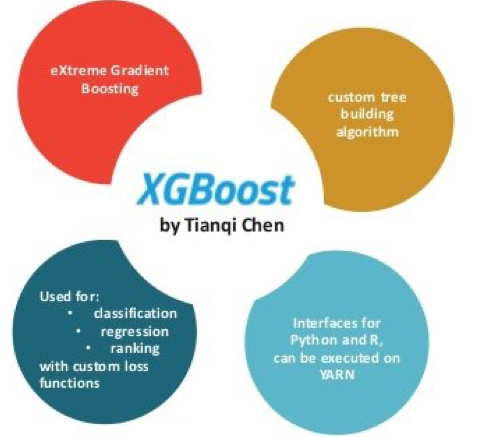 eXtreme Gradient
Boosting
custom tree
building
algorithm
XGBoost
by Tianqi Chen
Used for:
• classification
• regression
• ranking
with custom loss
functions
Interfaces for
Python and R,
can be executed on
YARN